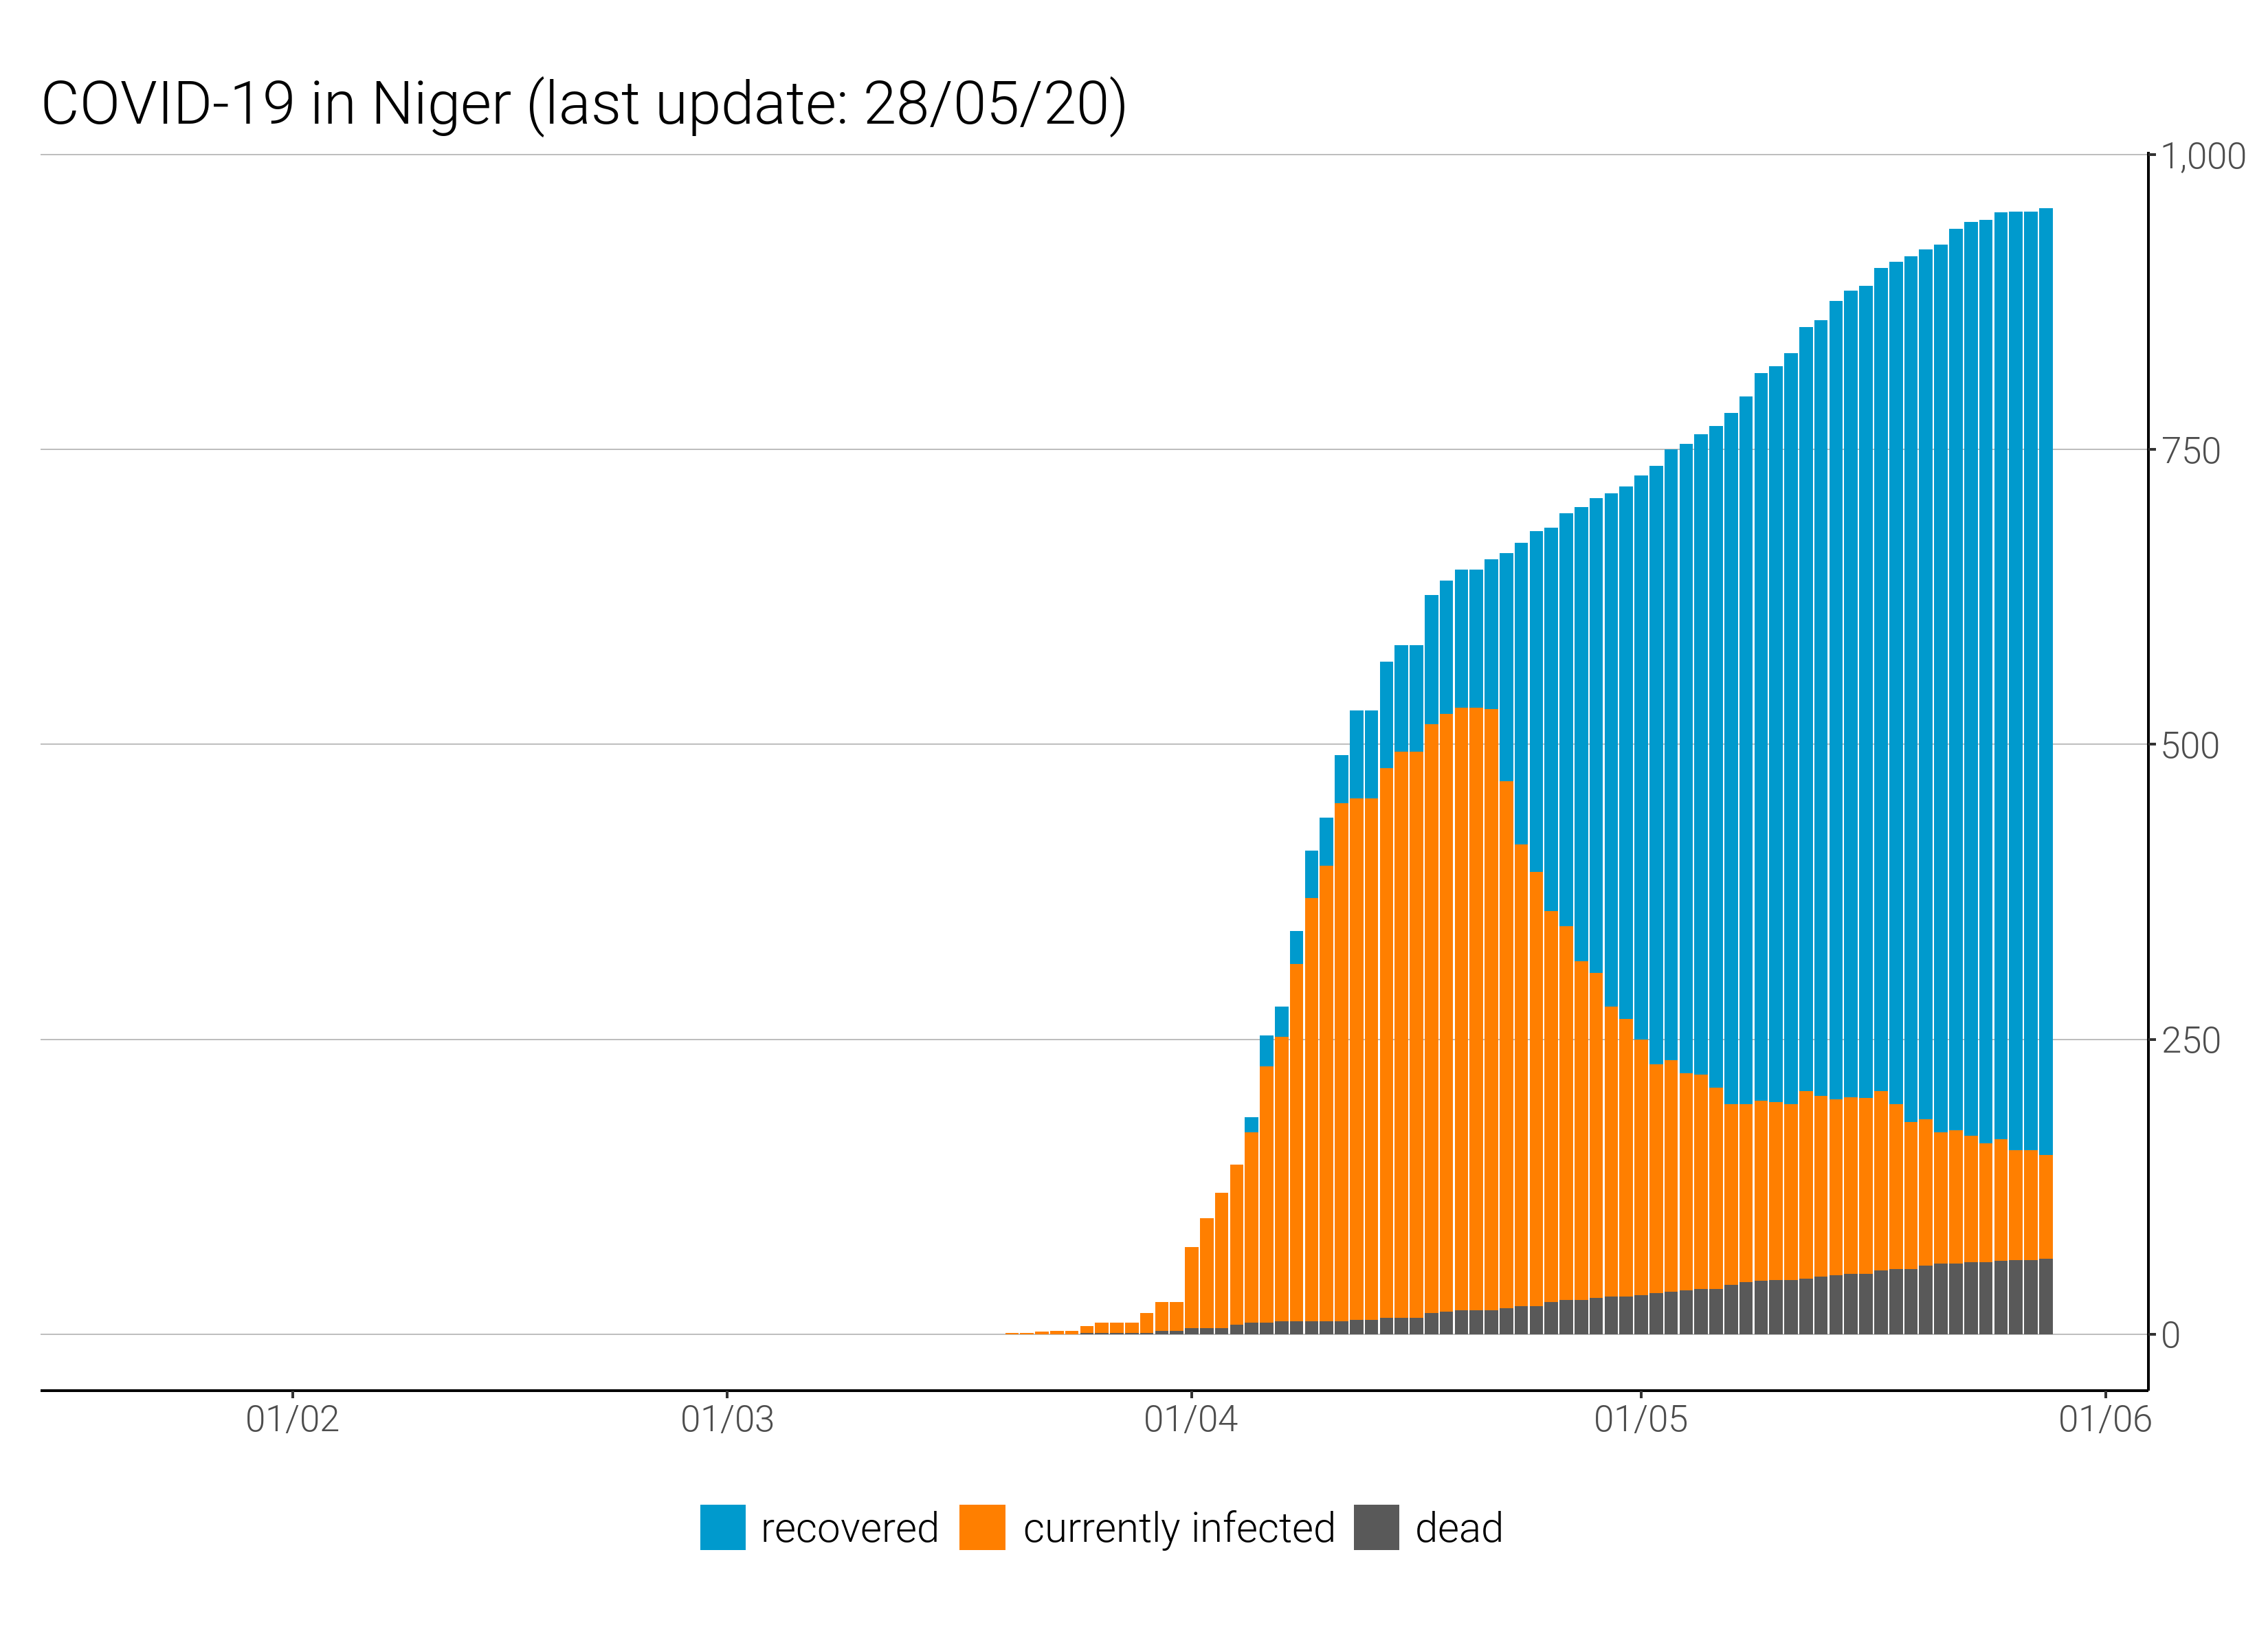 COVID-19 in Niger (last update: 28/05/20)
1,000
750
500
250
0
01/02 01/03 01/04 01/05 01/06
recovered currently infected dead